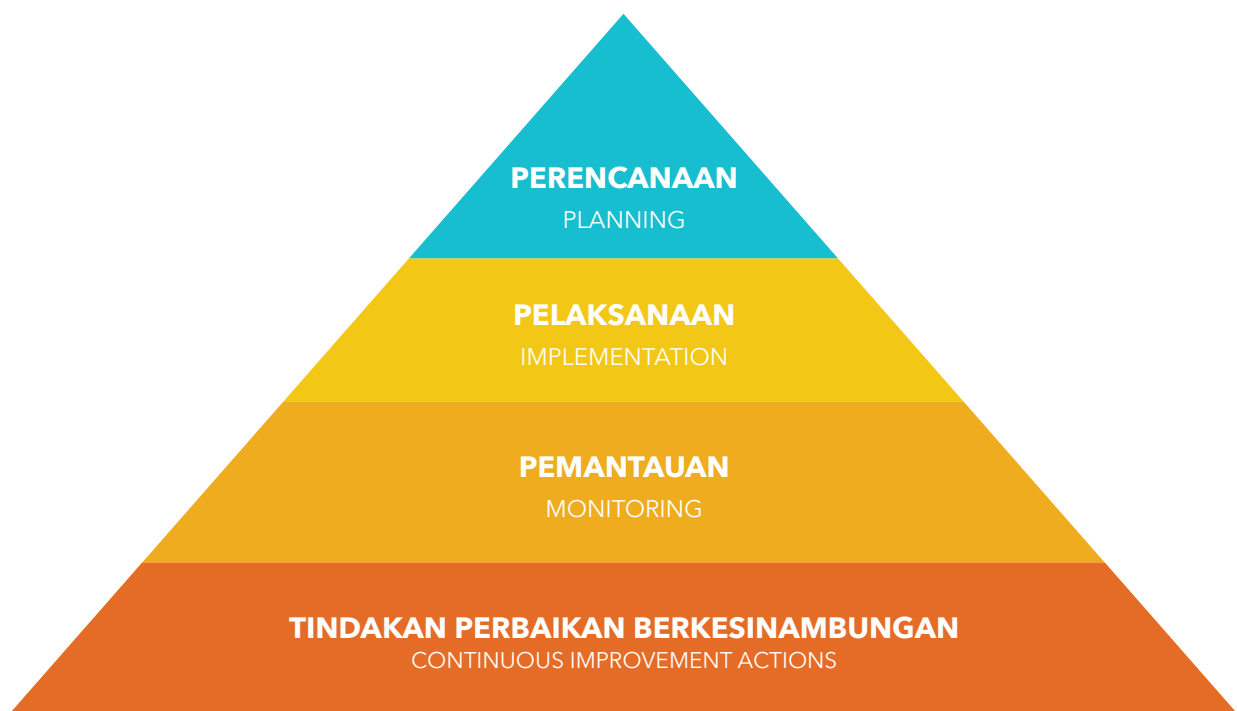 PERENCANAAN
PLANNING
PELAKSANAAN
IMPLEMENTATION
PEMANTAUAN
MONITORING
TINDAKAN PERBAIKAN BERKESINAMBUNGAN
CONTINUOUS IMPROVEMENT ACTIONS